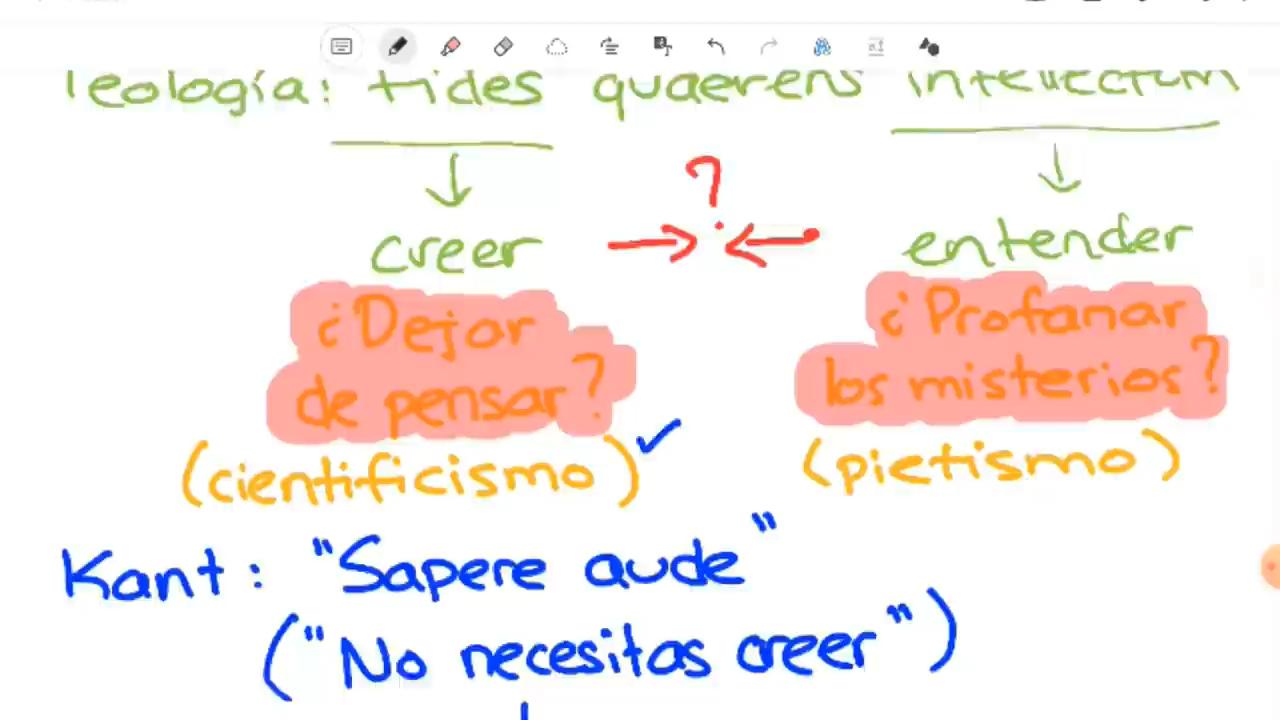 Teología: fides quaerens intellectum
?
creer entender
¿Dejar de pensar?
(cientificismo)
¿Profanar los misterios?
(pietismo)
Kant: "Sapere aude"
("No necesitas creer")